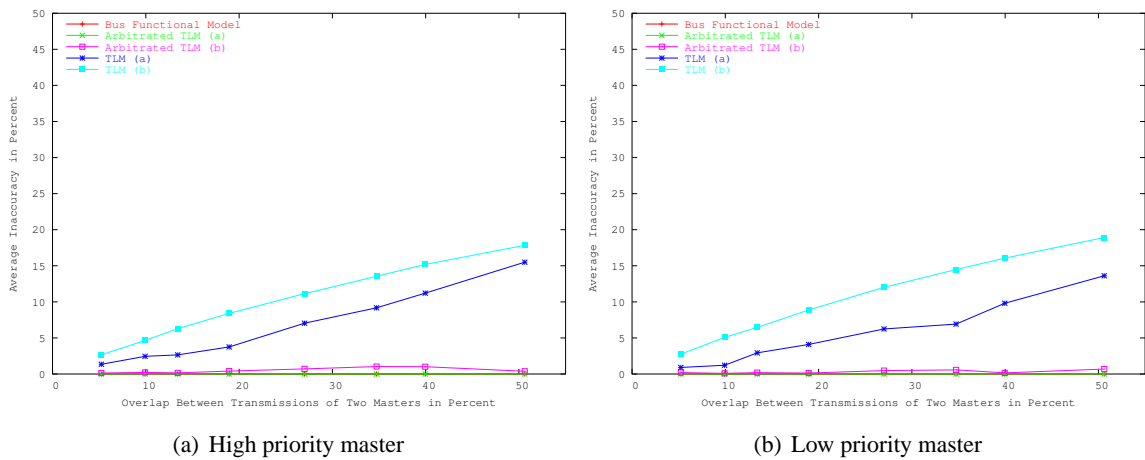 50
45
40
35
30
25
20
15
10
5
0
Average Inaccuracy in Percent
Bus Functional Model
Arbitrated TLM (a)
Arbitrated TLM (b)
TLM (a)
TLM (b)
0 10 20 30 40 50
Overlap Between Transmissions of Two Masters in Percent
(a) High priority master
50
45
40
35
30
25
20
15
10
5
0
Average Inaccuracy in Percent
Bus Functional Model
Arbitrated TLM (a)
Arbitrated TLM (b)
TLM (a)
TLM (b)
0 10 20 30 40 50
Overlap Between Transmissions of Two Masters in Percent
(b) Low priority master